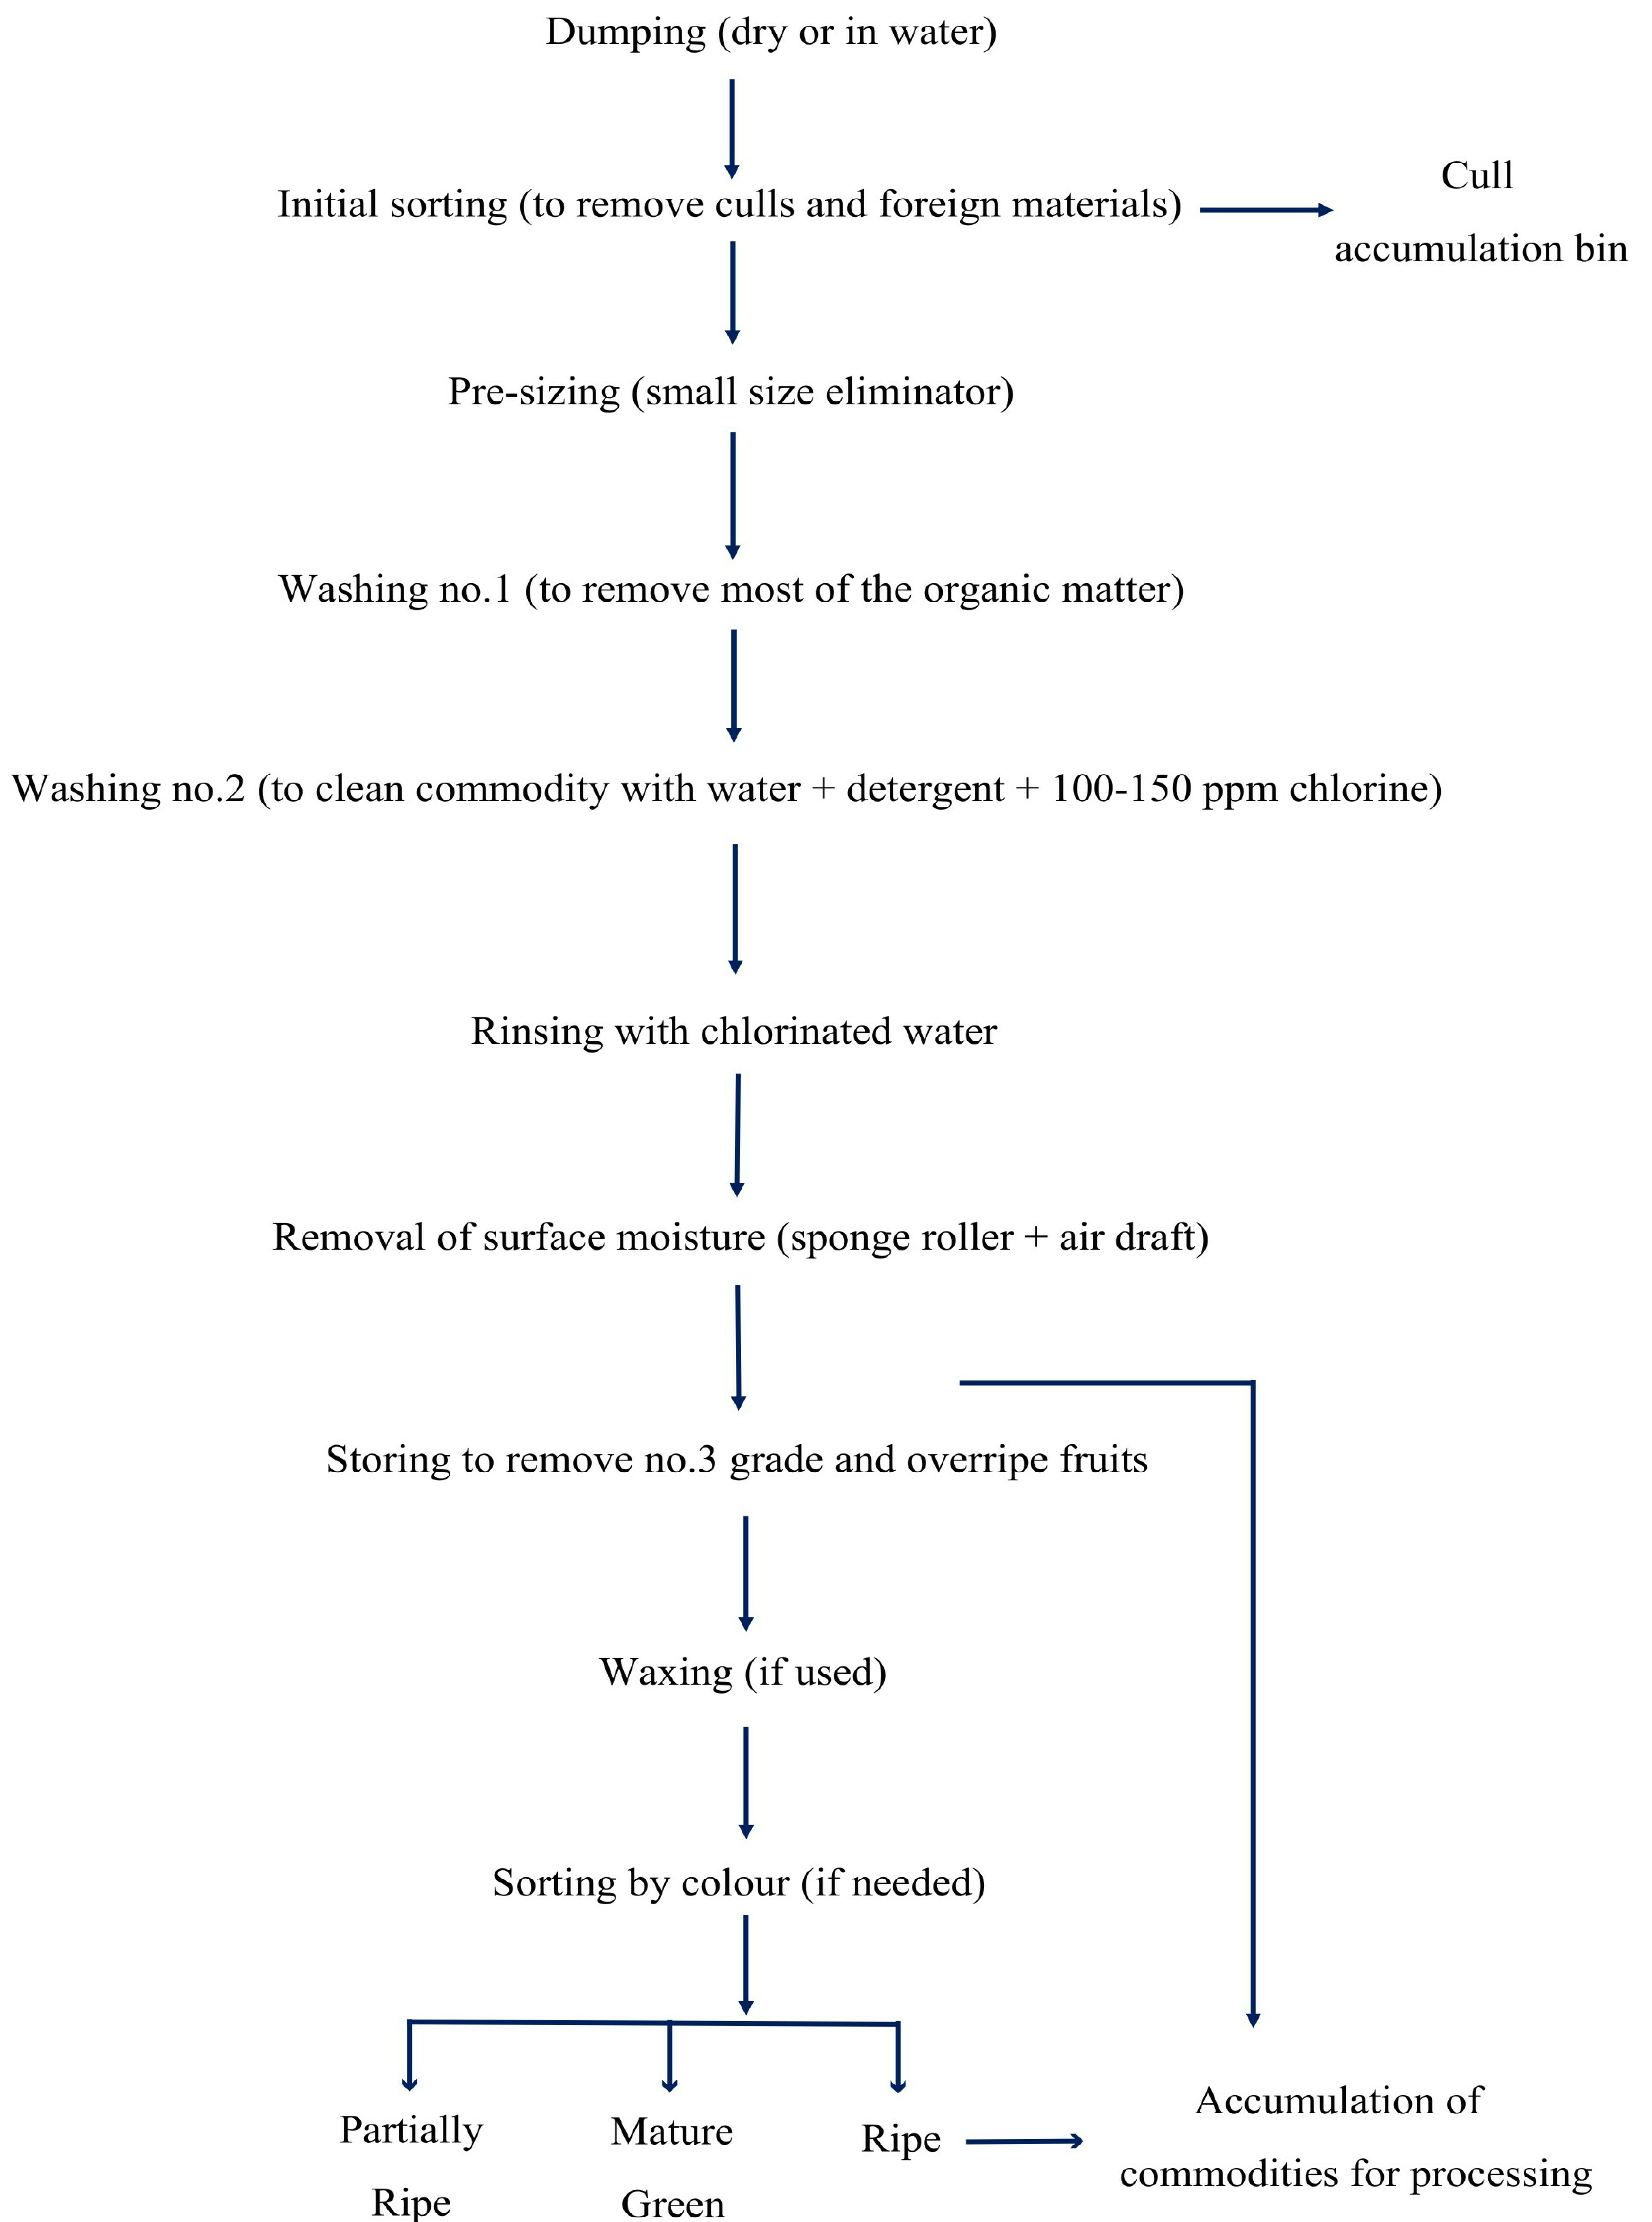 Dumping (dry or in water)
Initial sorting (to remove culls and foreign materials)
Cull
accumulation bin
Pre-sizing (small size eliminator)
Washing no.1 (to remove most of the organic matter)
Washing no.2 (to clean commodity with water + detergent + 100-150 ppm chlorine)
Rinsing with chlorinated water
Removal of surface moisture (sponge roller + air draft)
Storing to remove no.3 grade and overripe fruits
Waxing (if used)
Sorting by colour (if needed)
Partially
Ripe
Mature
Green
Ripe
Accumulation of
commodities for processing